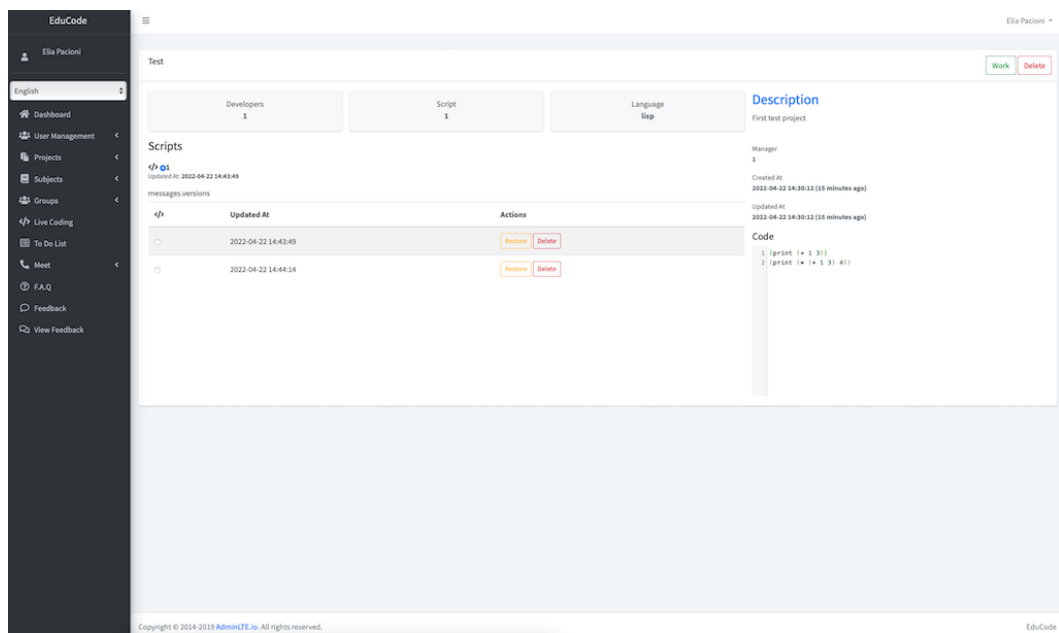 EduCode
Elia Pacioni
Elia Pacioni
English
Dashboard
User Management
Projects
Subjects
Groups
Live Coding
To Do List
Meet
F.A.Q
Feedback
View Feedback
Test
Work
Delete
Developers
1
Script
1
Language
lisp
Scripts
</> 1
Updated At: 2022-04-22 14:43:49
messages.versions
</> Updated At Actions
2022-04-22 14:43:49 Restore Delete
2022-04-22 14:44:14 Restore Delete
Description
First test project
Manager
1
Created At
2022-04-22 14:30:12 (15 minutes ago)
Updated At
2022-04-22 14:30:12 (15 minutes ago)
Code
1 (print (+ 1 3))
2 (print (* (+ 1 3) 4))
Copyright © 2014-2019 AdminLTE.io. All rights reserved.
EduCode